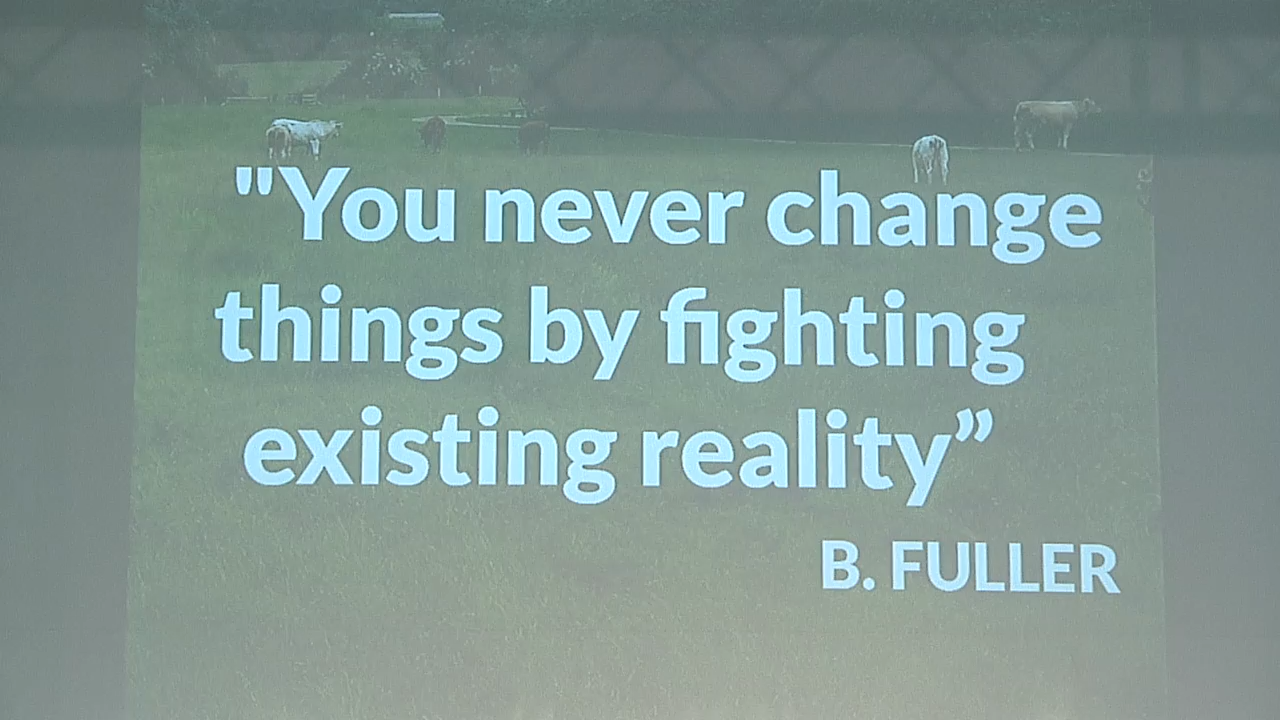 "You never change
things by fighting
existing reality”
B. FULLER